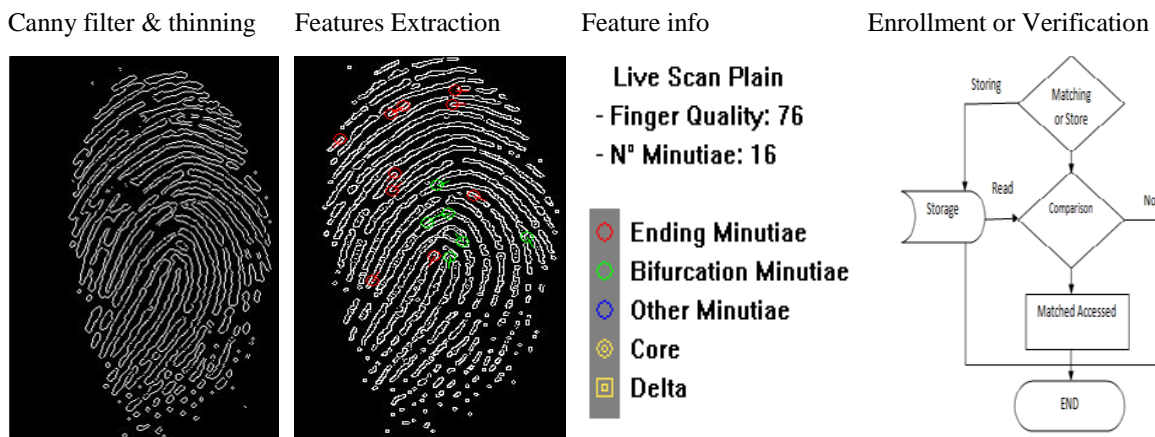 Canny filter & thinning
Features Extraction
Feature info
Enrollment or Verification
Live Scan Plain
- Finger Quality: 76
- N° Minutiae: 16
Ending Minutiae
Bifurcation Minutiae
Other Minutiae
Core
Delta
Storing
Matching
or Store
Read
Storage
Comparison
No
Matched Accessed
END